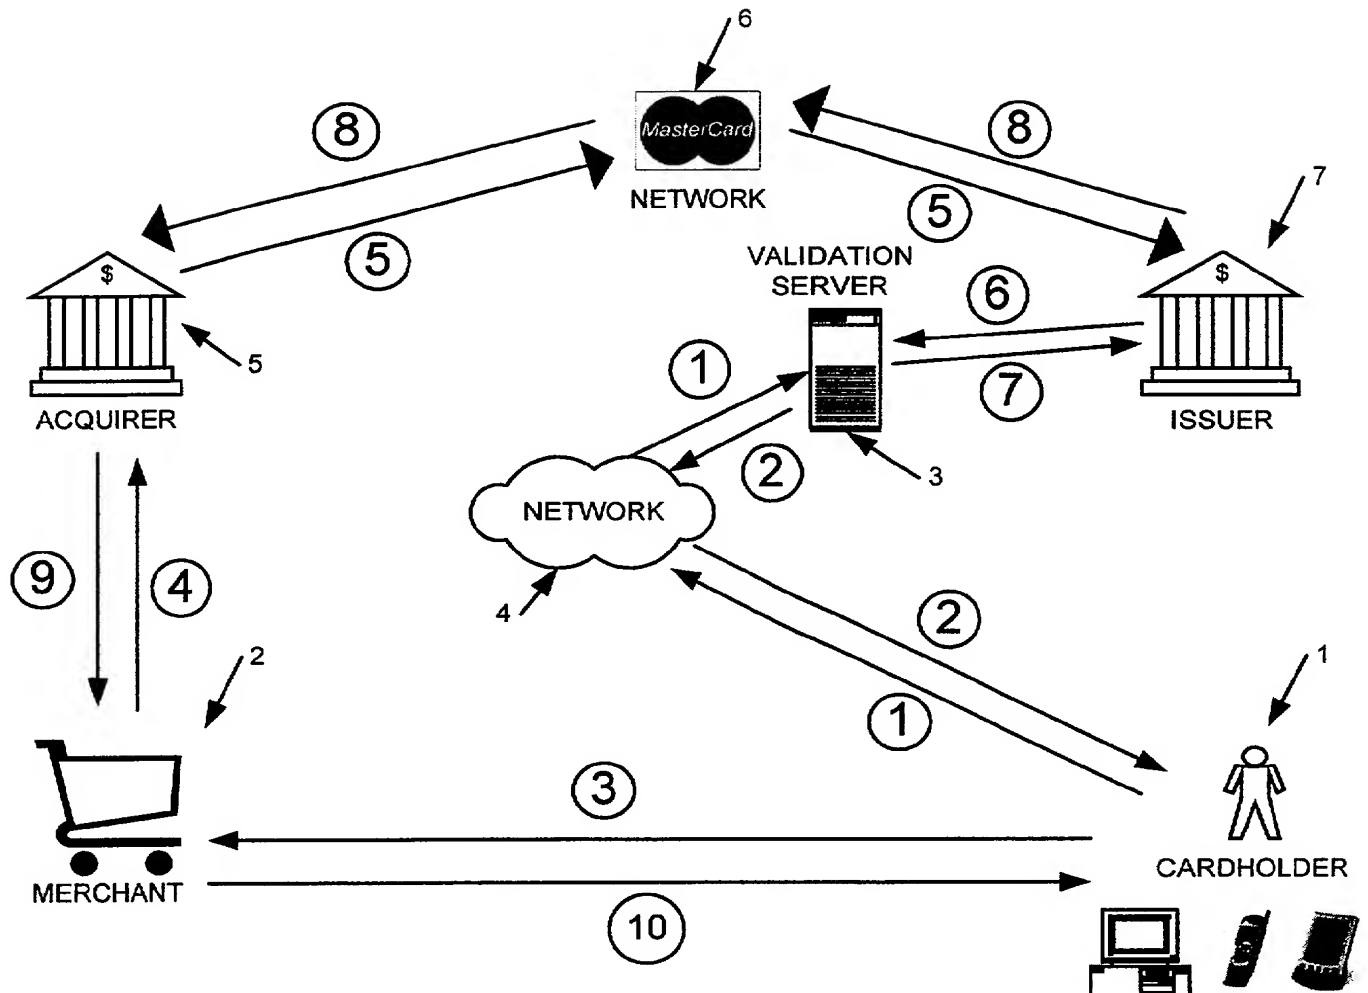 6
MasterCard
NETWORK
8
8
7
5
5
VALIDATION
SERVER
$
$
6
1
7
5
ACQUIRER
ISSUER
2
3
NETWORK
9
4
4
2
2
1
1
3
MERCHANT
CARDHOLDER
10